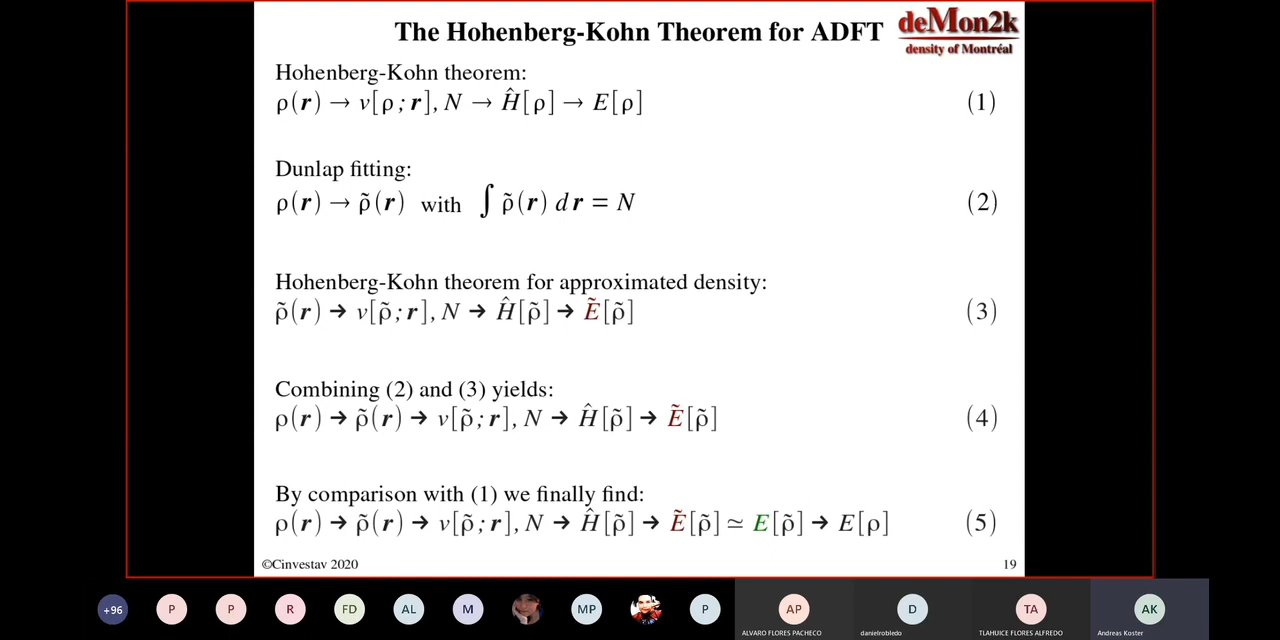 The Hohenberg-Kohn Theorem for ADFT
deMon2k
density of Montréal
Hohenberg-Kohn theorem:
ρ(r) → v[ρ;r], N → Ĥ[ρ] → E[ρ] (1)
Dunlap fitting:
ρ(r) → ρ̃(r) with ∫ ρ̃(r) dr = N (2)
Hohenberg-Kohn theorem for approximated density:
ρ̃(r) → v[ρ̃;r], N → Ĥ[ρ̃] → Ẽ[ρ̃] (3)
Combining (2) and (3) yields:
ρ(r) → ρ̃(r) → v[ρ̃;r], N → Ĥ[ρ̃] → Ẽ[ρ̃] (4)
By comparison with (1) we finally find:
ρ(r) → ρ̃(r) → v[ρ̃;r], N → Ĥ[ρ̃] → Ẽ[ρ̃] ≃ E[ρ̃] → E[ρ] (5)
©Cinvestav 2020 19
+96 P P R FD AL M MP P AP D TA AK
ALVARO FLORES PACHECO danielrobledo TLAHUICE FLORES ALFREDO Andreas Koster